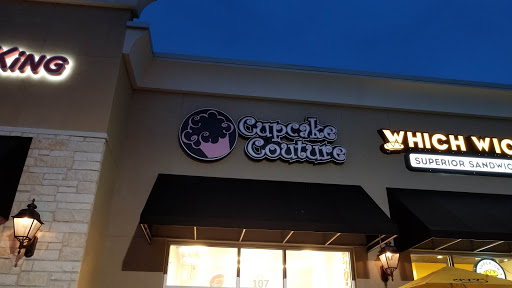 KING
Cupcake
Couture
WHICH WIC
SUPERIOR SANDWIC
107